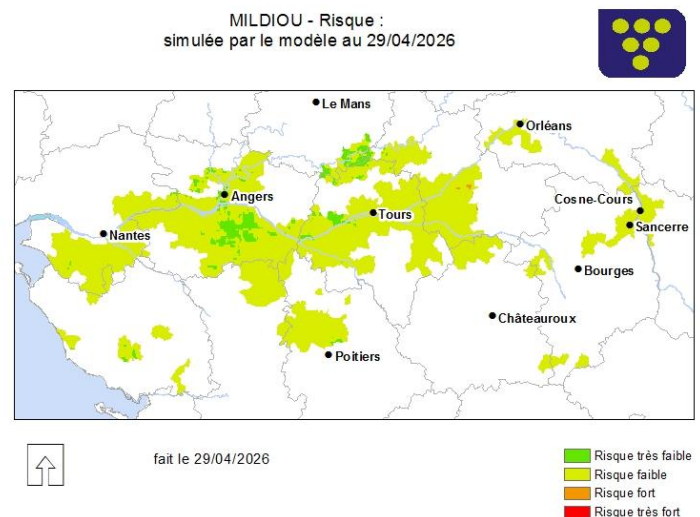 MILDIOU - Risque :
simulée par le modèle au 29/04/2026
Le Mans
Orléans
Angers
Cosne-Cours
Tours
Sancerre
Nantes
Bourges
Châteauroux
Poitiers
fait le 29/04/2026
Risque très faible
Risque faible
Risque fort
Risque très fort